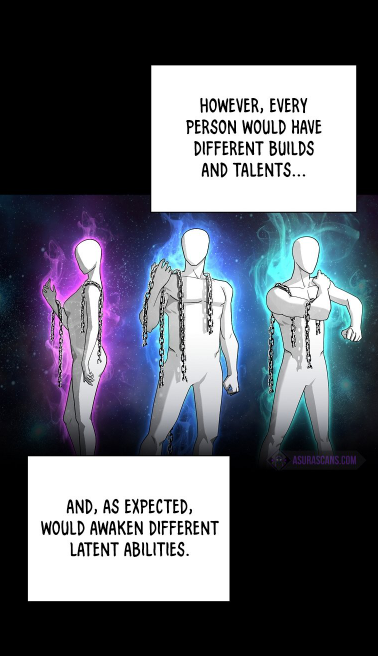 HOWEVER, EVERY
PERSON WOULD HAVE
DIFFERENT BUILDS
AND TALENTS...
ASURASCANS.COM
AND, AS EXPECTED,
WOULD AWAKEN DIFFERENT
LATENT ABILITIES.